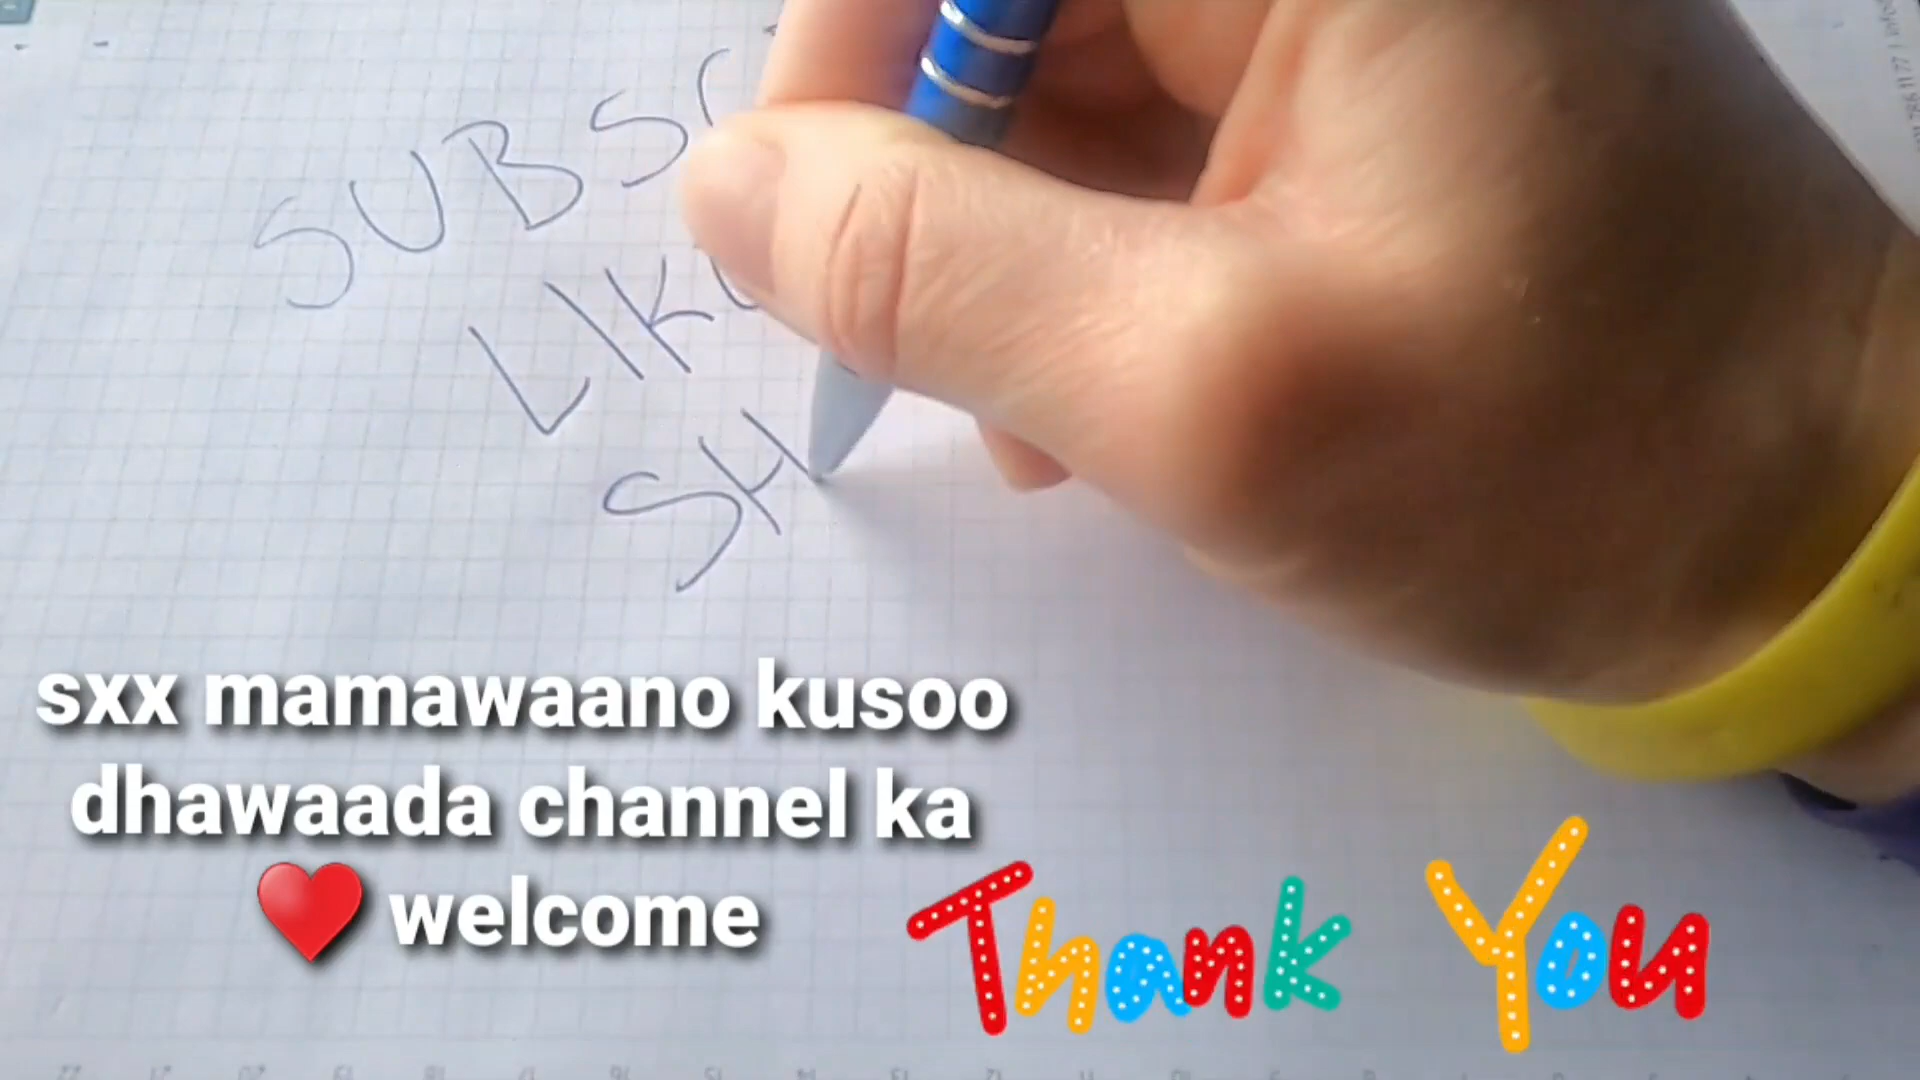 SUBSC
LIK
SH
sxx mamawaano kusoo
dhawaada channel ka
❤️ welcome
Thank You